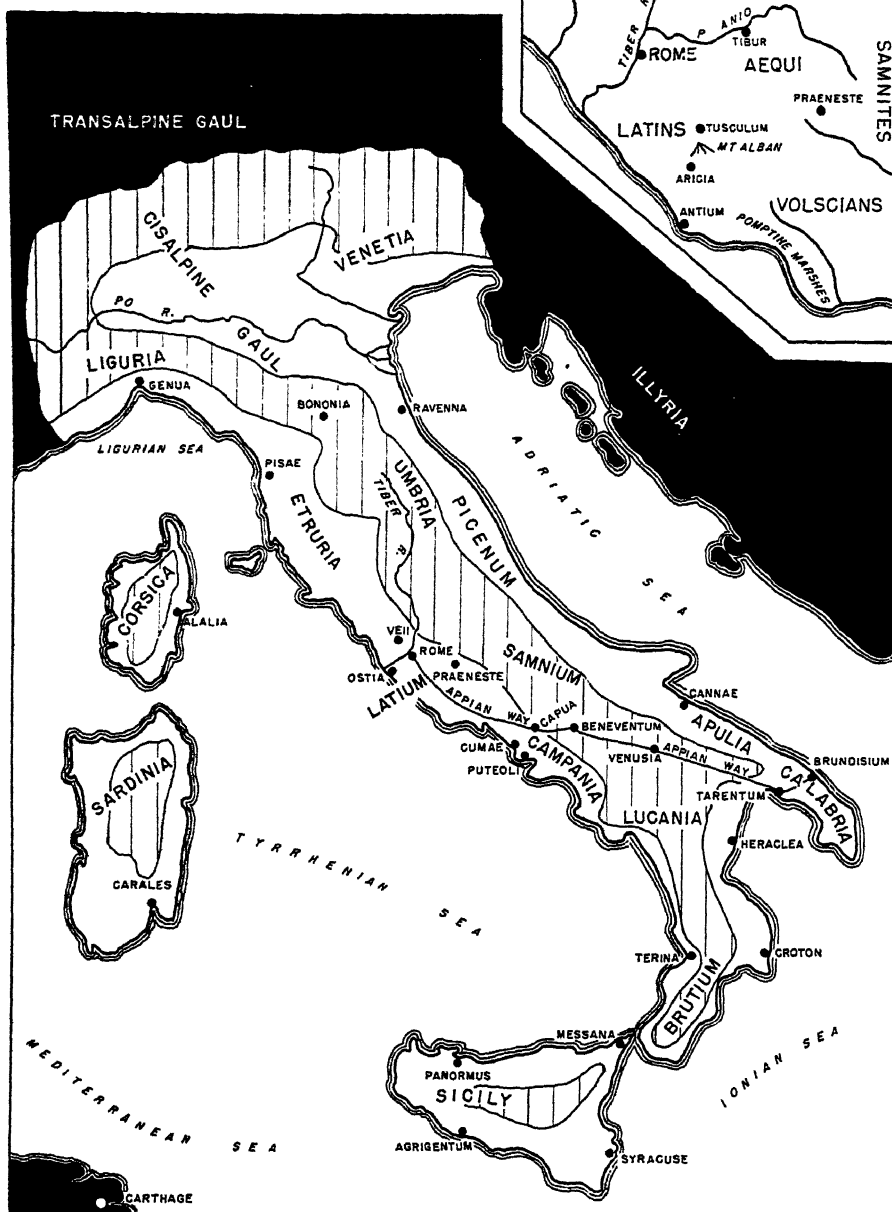 TIBER R
R ANIO
TIBUR
ROME
AEQUI
SAMNITES
PRAENESTE
LATINS
TUSCULUM
MT ALBAN
ARICIA
ANTIUM
VOLSCIANS
POMPTINE MARSHES
TRANSALPINE GAUL
CISALPINE
GAUL
VENETIA
PO R.
LIGURIA
GENUA
BONONIA
RAVENNA
ILLYRIA
LIGURIAN SEA
PISAE
ADRIATIC SEA
UMBRIA
TIBER R.
PICENUM
ETRURIA
CORSICA
ALALIA
VEII
ROME
OSTIA
PRAENESTE
LATIUM
SAMNIUM
APPIAN WAY
CAPUA
BENEVENTUM
CANNAE
APULIA
CUMAE
CAMPANIA
PUTEOLI
VENUSIA
APPIAN WAY
BRUNDISIUM
CALABRIA
TARENTUM
SARDINIA
LUCANIA
HERACLEA
CARALES
TYRRHENIAN SEA
TERINA
CROTON
BRUTIUM
MESSANA
IONIAN SEA
PANORMUS
SICILY
MEDITERRANEAN SEA
AGRIGENTUM
SYRACUSE
CARTHAGE